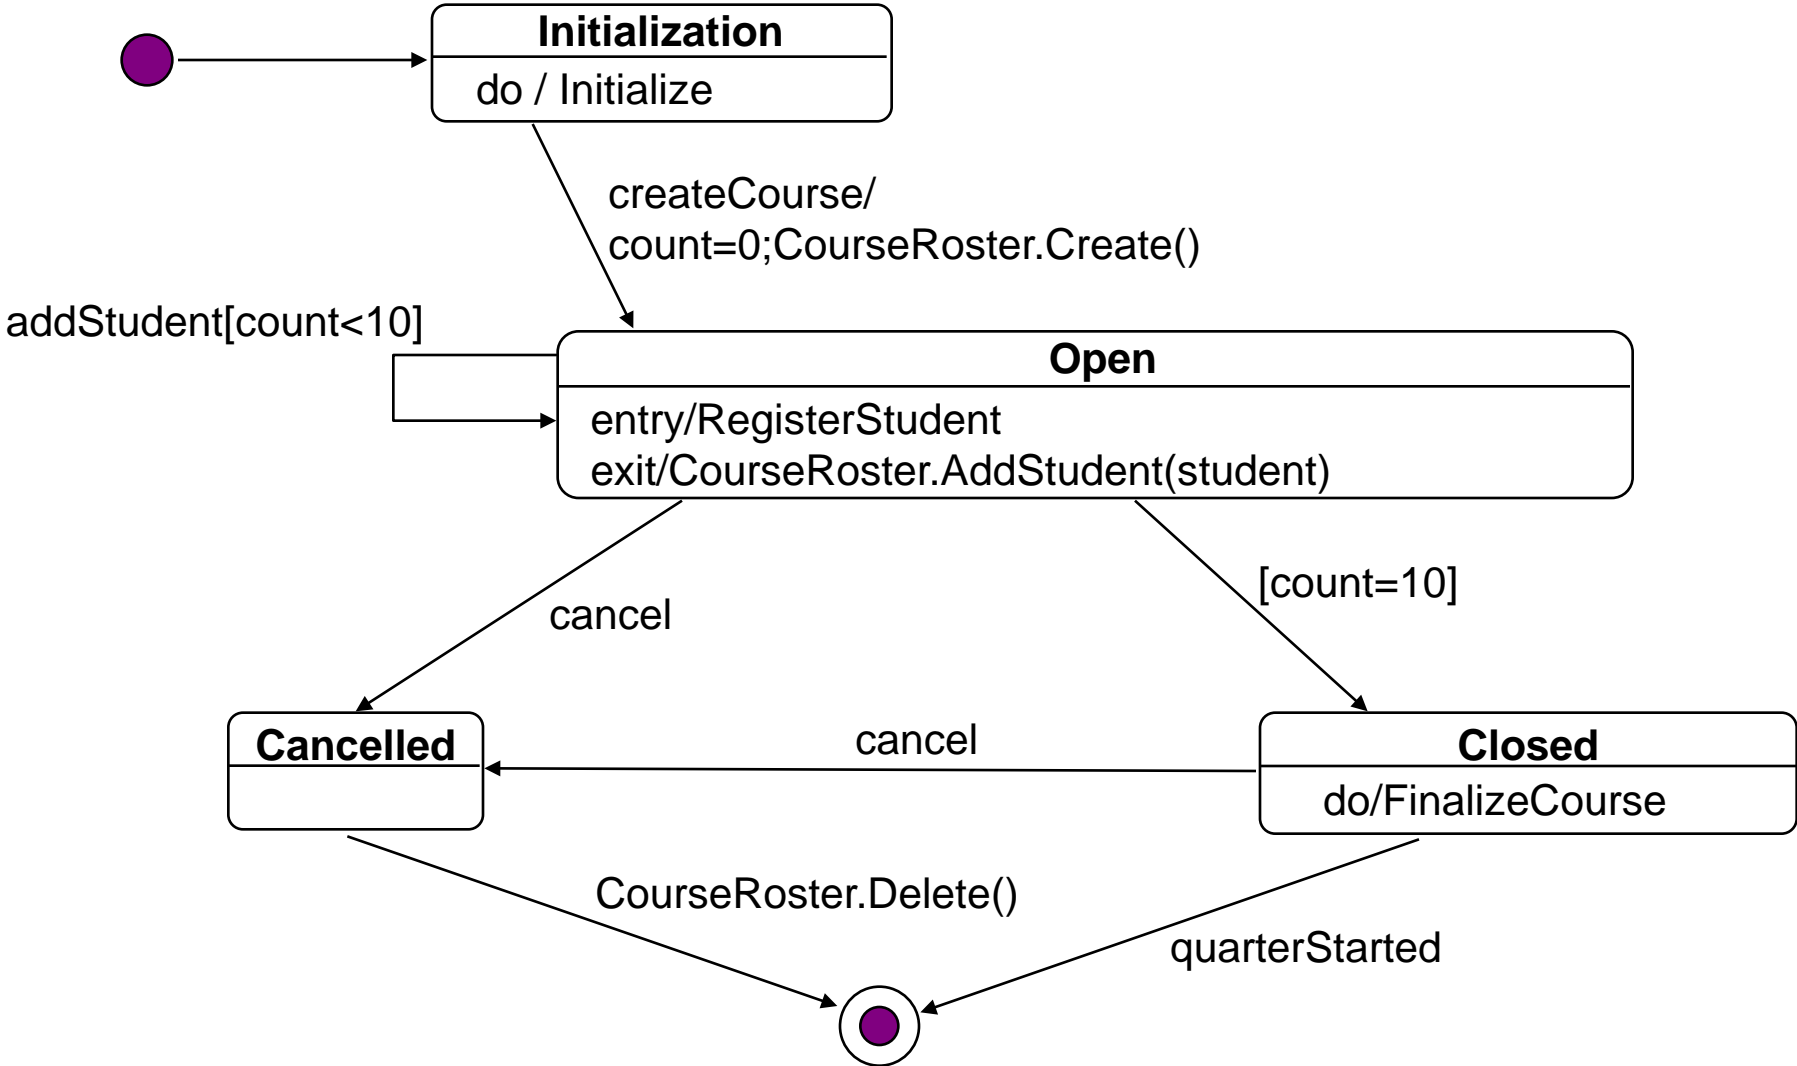 Initialization
do / Initialize
createCourse/
count=0;CourseRoster.Create()
addStudent[count<10]
Open
entry/RegisterStudent
exit/CourseRoster.AddStudent(student)
[count=10]
cancel
Cancelled
cancel
Closed
do/FinalizeCourse
CourseRoster.Delete()
quarterStarted